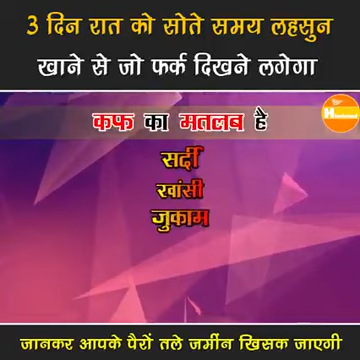 3 दिन रात को सोते समय लहसुन
खाने से जो फर्क दिखने लगेगा
कफ का मतलब है
सर्दी
खांसी
जुकाम
जानकर आपके पैरों तले जमीन खिसक जाएगी